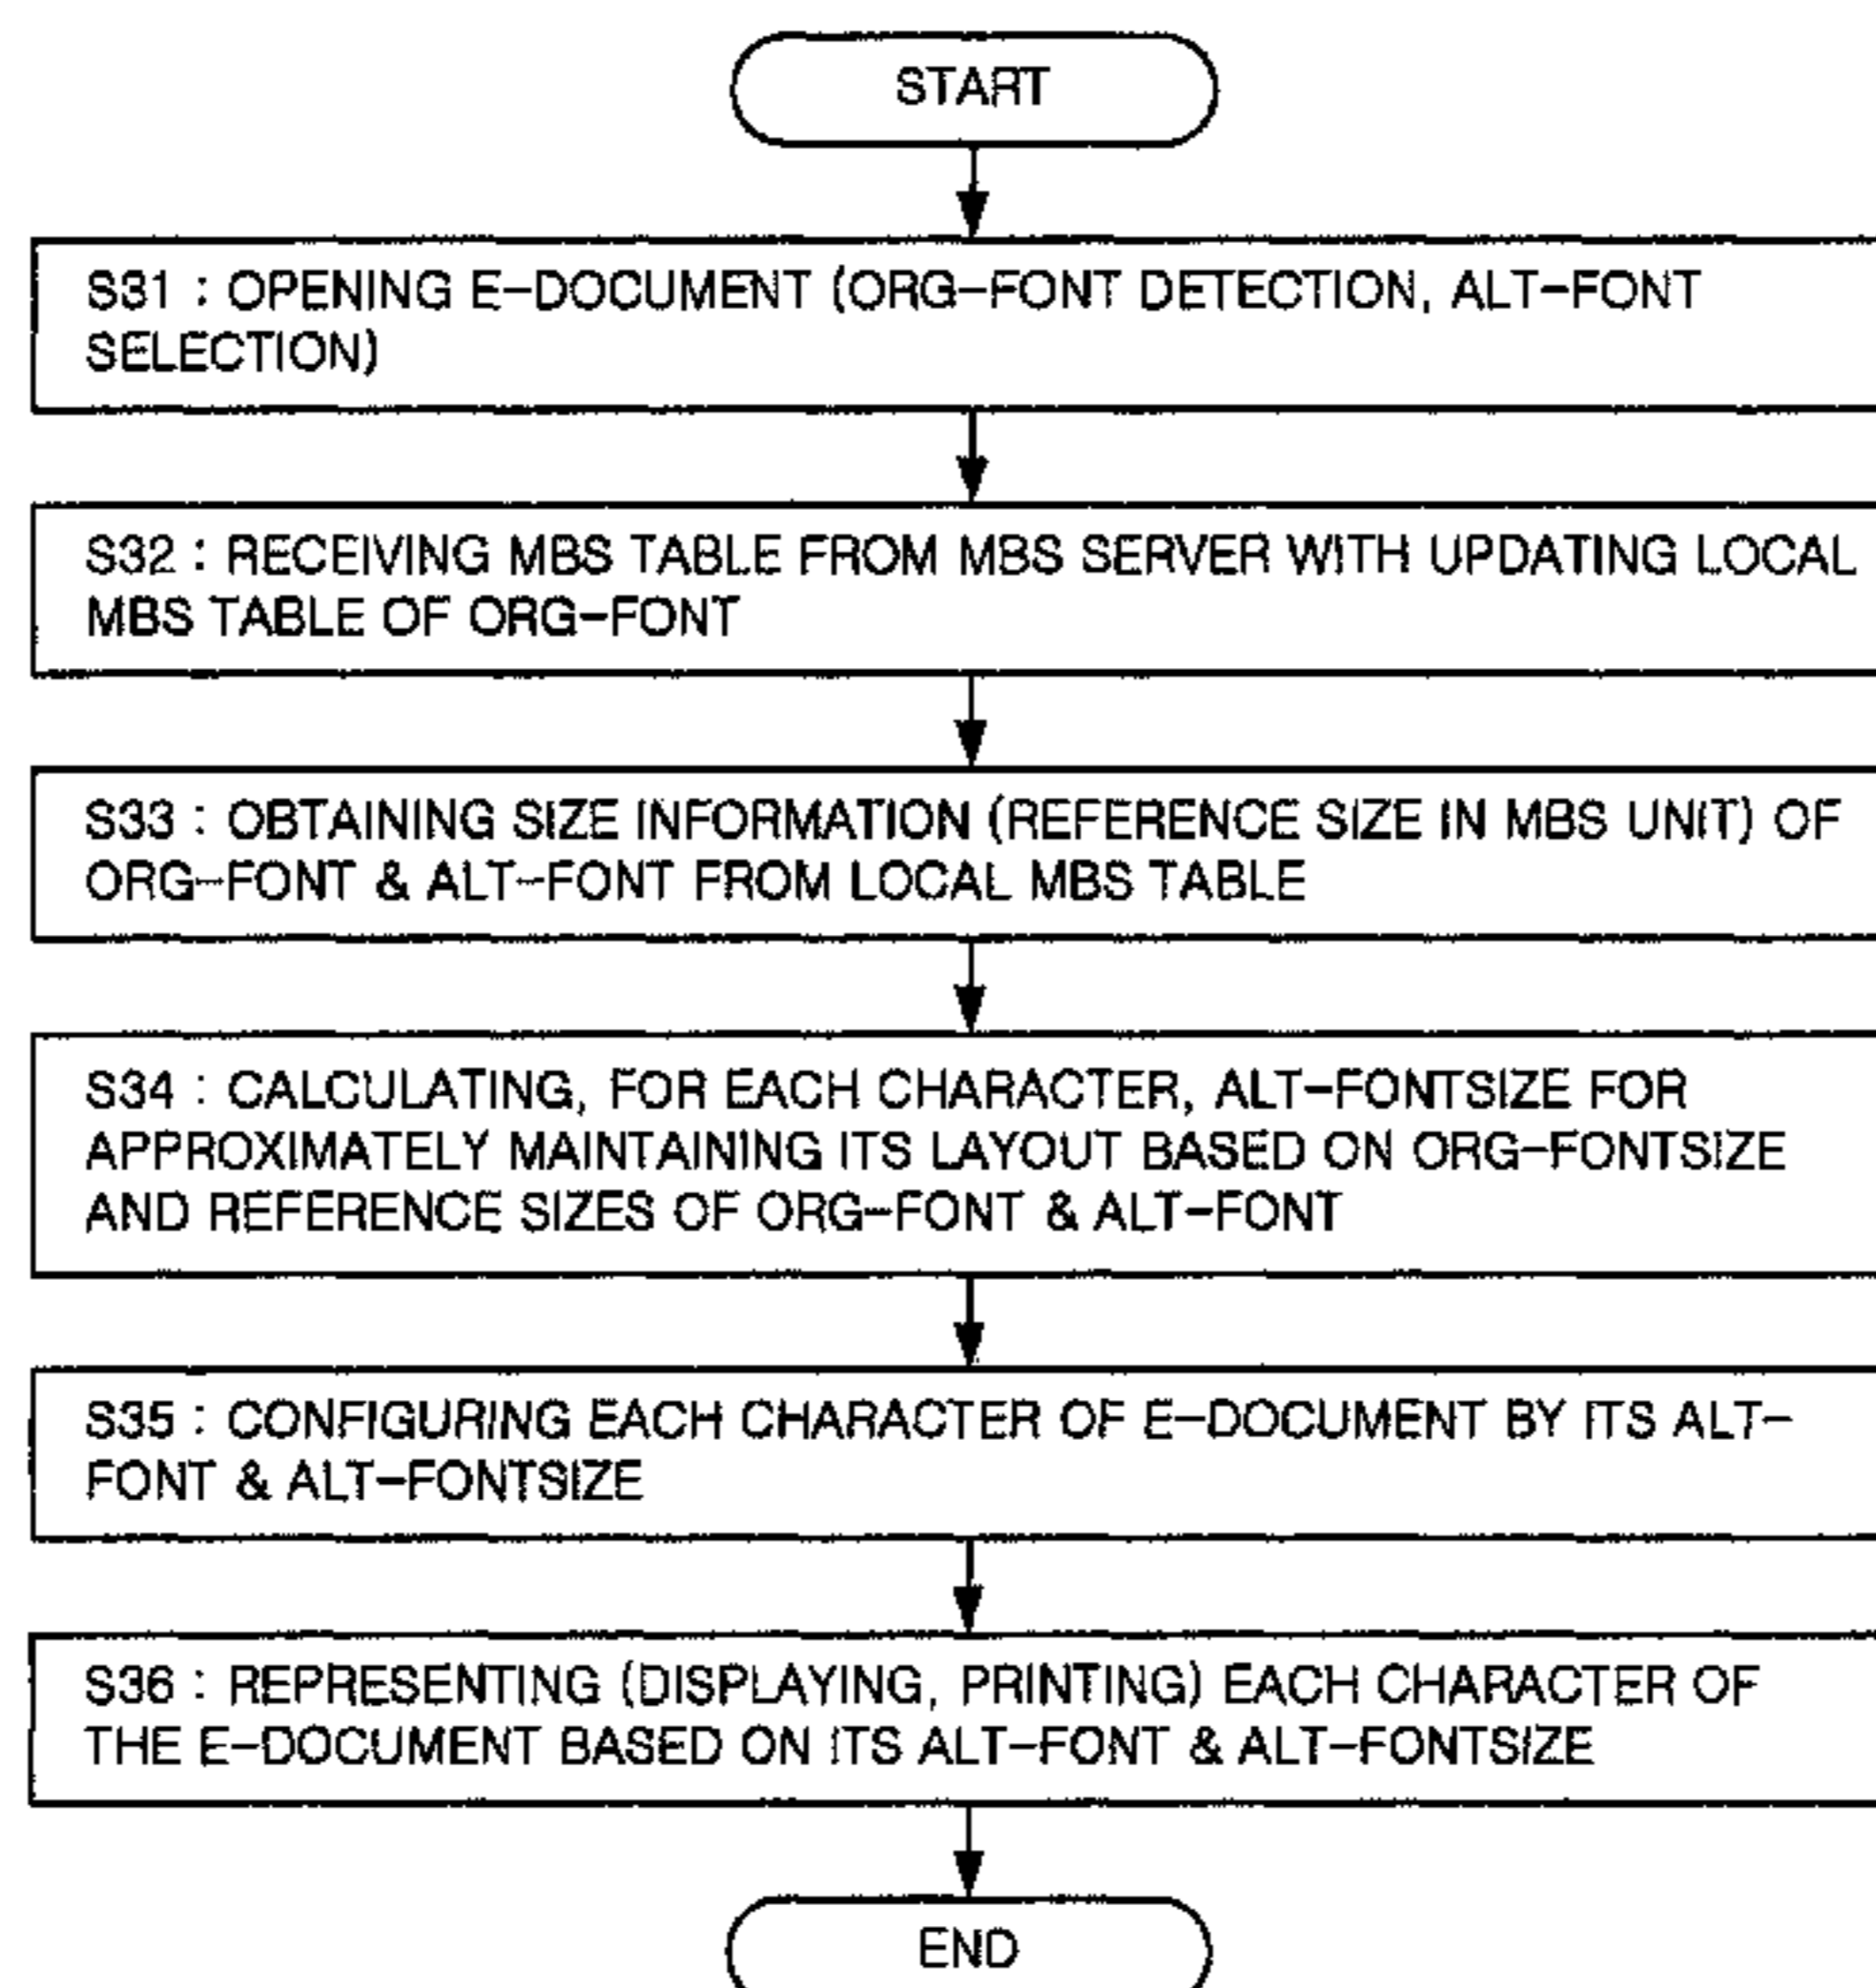 START
S31 : OPENING E-DOCUMENT (ORG-FONT DETECTION, ALT-FONT
SELECTION)
S32 : RECEIVING MBS TABLE FROM MBS SERVER WITH UPDATING LOCAL
MBS TABLE OF ORG-FONT
S33 : OBTAINING SIZE INFORMATION (REFERENCE SIZE IN MBS UNIT) OF
ORG-FONT & ALT-FONT FROM LOCAL MBS TABLE
S34 : CALCULATING, FOR EACH CHARACTER, ALT-FONTSIZE FOR
APPROXIMATELY MAINTAINING ITS LAYOUT BASED ON ORG-FONTSIZE
AND REFERENCE SIZES OF ORG-FONT & ALT-FONT
S35 : CONFIGURING EACH CHARACTER OF E-DOCUMENT BY ITS ALT-
FONT & ALT-FONTSIZE
S36 : REPRESENTING (DISPLAYING, PRINTING) EACH CHARACTER OF
THE E-DOCUMENT BASED ON ITS ALT-FONT & ALT-FONTSIZE
END